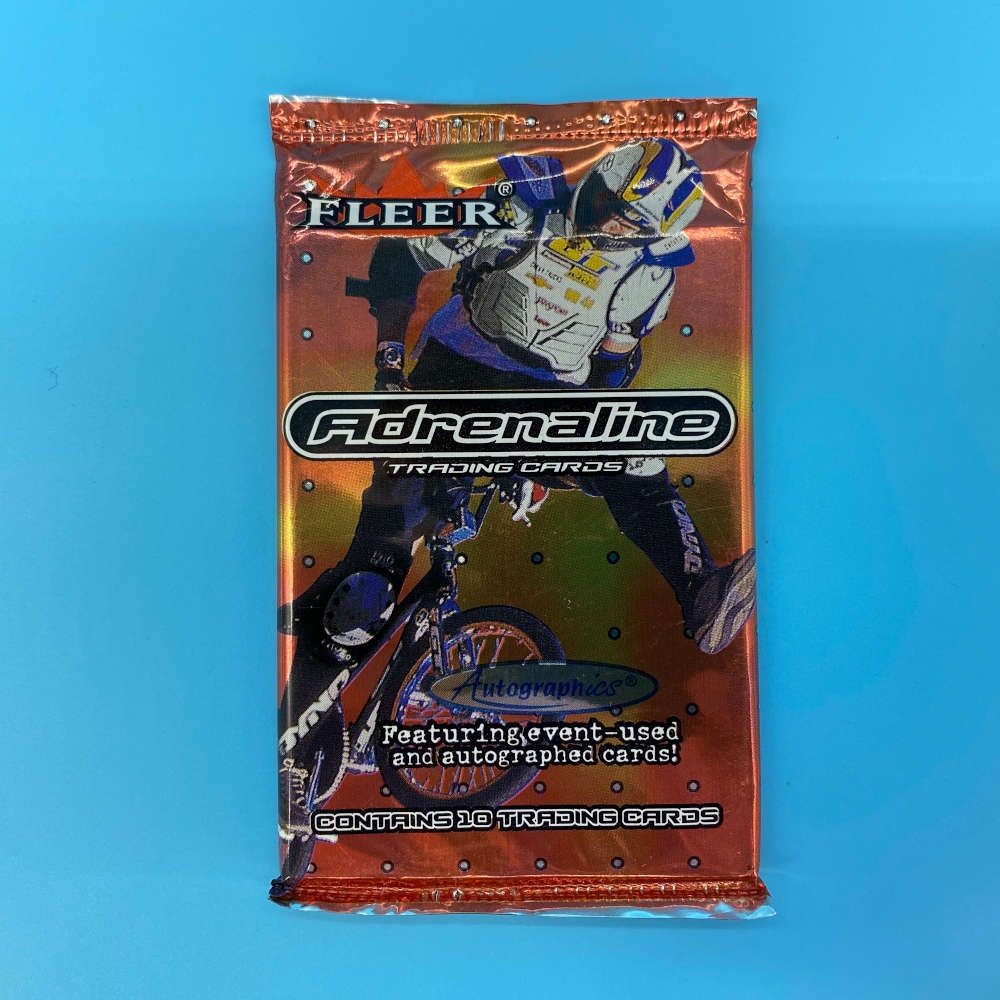 FLEER®
Adrenaline
TRADING CARDS
Autographics®
Featuring event-used
and autographed cards!
CONTAINS 10 TRADING CARDS